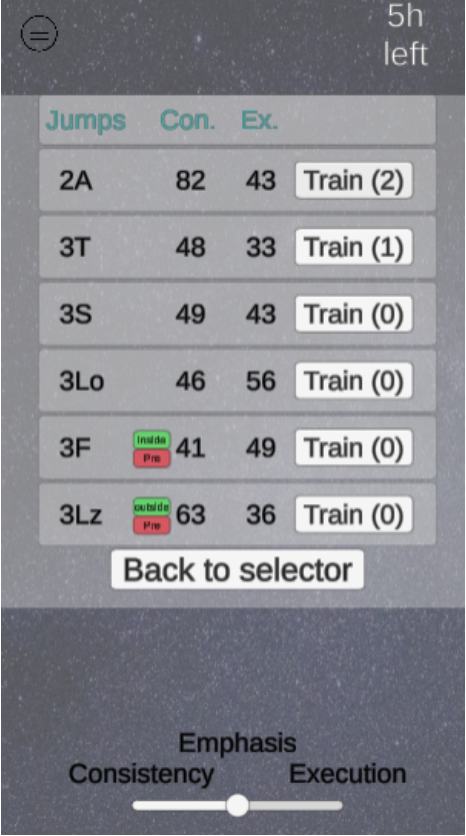 5h
left
Jumps Con. Ex.
2A 82 43 Train (2)
3T 48 33 Train (1)
3S 49 43 Train (0)
3Lo 46 56 Train (0)
3F Inside Pre 41 49 Train (0)
3Lz outside Pre 63 36 Train (0)
Back to selector
Emphasis
Consistency Execution